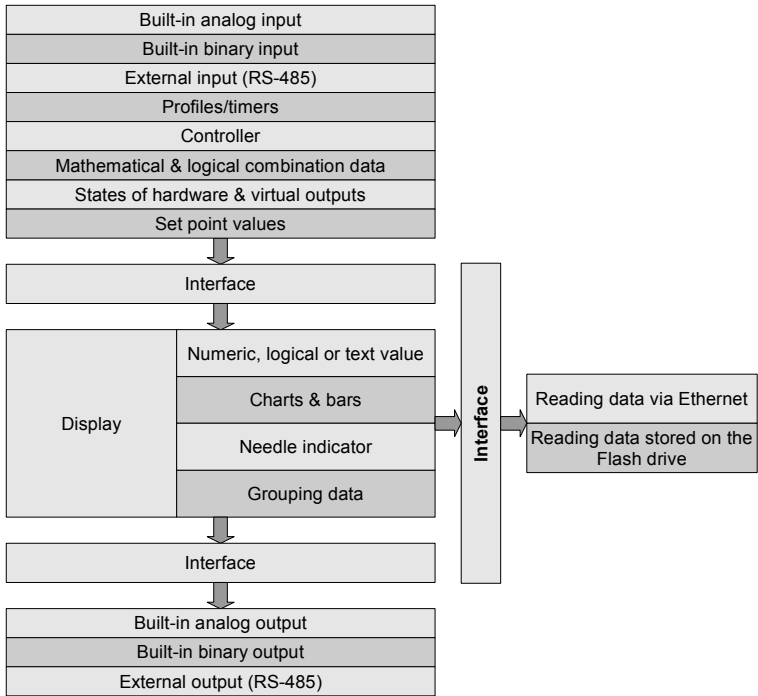 Built-in analog input
Built-in binary input
External input (RS-485)
Profiles/timers
Controller
Mathematical & logical combination data
States of hardware & virtual outputs
Set point values
Interface
Display
Numeric, logical or text value
Charts & bars
Needle indicator
Grouping data
Interface
Reading data via Ethernet
Reading data stored on the
Flash drive
Interface
Built-in analog output
Built-in binary output
External output (RS-485)